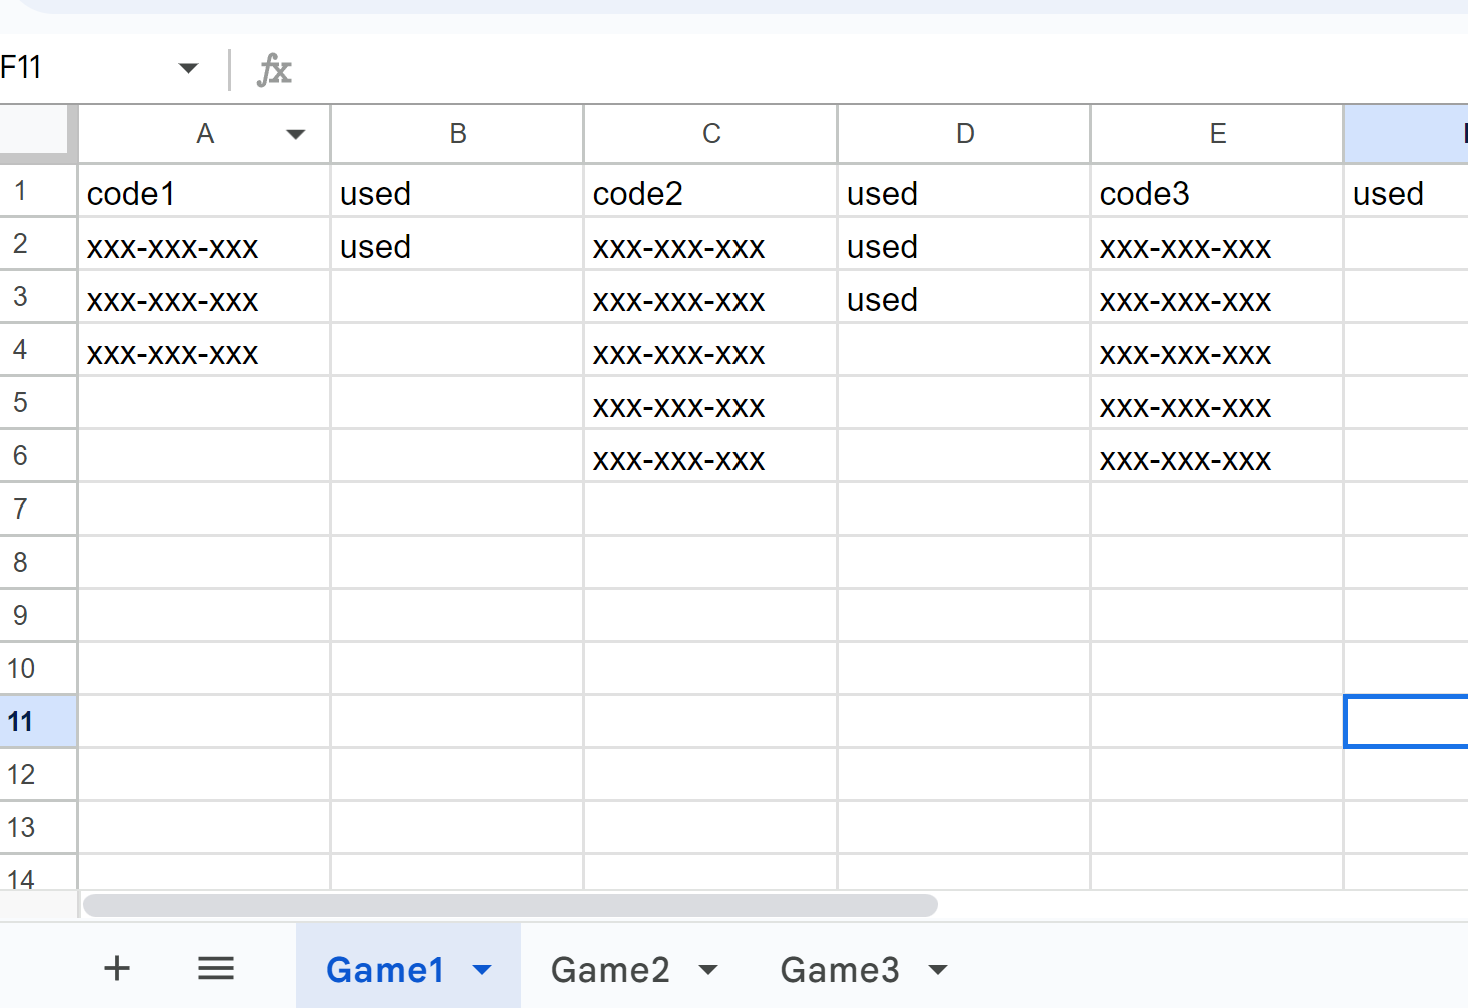 F11 fx
A B C D E
1 code1 used code2 used code3 used
2 xxx-xxx-xxx used xxx-xxx-xxx used xxx-xxx-xxx
3 xxx-xxx-xxx xxx-xxx-xxx used xxx-xxx-xxx
4 xxx-xxx-xxx xxx-xxx-xxx xxx-xxx-xxx
5 xxx-xxx-xxx xxx-xxx-xxx
6 xxx-xxx-xxx xxx-xxx-xxx
7
8
9
10
11
12
13
14
Game1 Game2 Game3